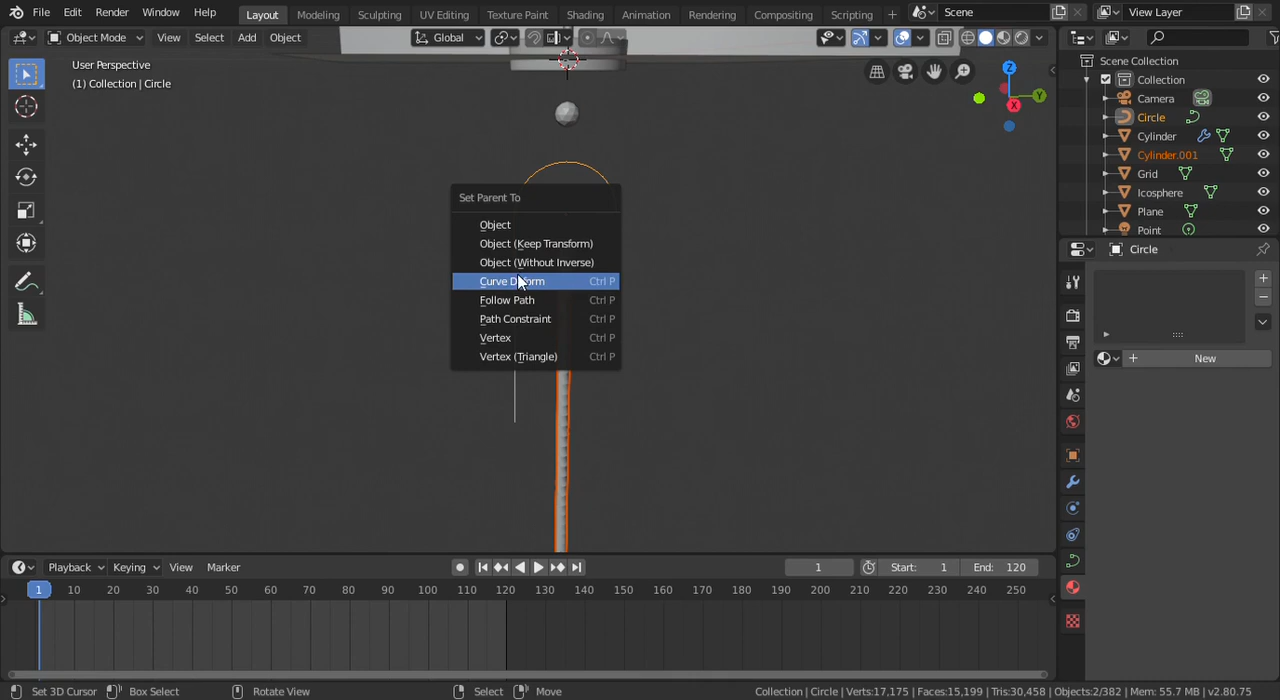 File Edit Render Window Help Layout Modeling Sculpting UV Editing Texture Paint Shading Animation Rendering Compositing Scripting + Scene View Layer
Object Mode View Select Add Object Global
User Perspective
(1) Collection | Circle
Z
Y
X
Set Parent To
Object
Object (Keep Transform)
Object (Without Inverse)
Curve Deform Ctrl P
Follow Path Ctrl P
Path Constraint Ctrl P
Vertex Ctrl P
Vertex (Triangle) Ctrl P
Scene Collection
Collection
Camera
Circle
Cylinder
Cylinder.001
Grid
Icosphere
Plane
Point
Circle
New
Playback Keying View Marker 1 Start: 1 End: 120
1 10 20 30 40 50 60 70 80 90 100 110 120 130 140 150 160 170 180 190 200 210 220 230 240 250
Set 3D Cursor Box Select Rotate View Select Move Collection | Circle | Verts:17,175 | Faces:15,199 | Tris:30,458 | Objects:2/382 | Mem: 55.7 MB | v2.80.75